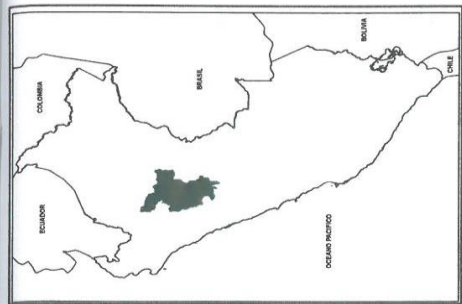 COLOMBIA
ECUADOR
BRASIL
BOLIVIA
OCEANO PACIFICO
CHILE